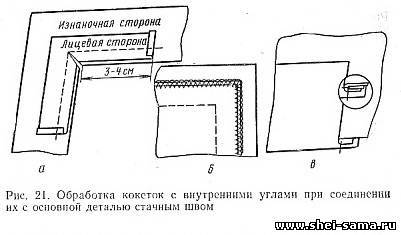 Изнаночная сторона
Лицевая сторона
3-4 см
а
б
в
Рис. 21. Обработка кокеток с внутренними углами при соединении
их с основной деталью стачным швом
www.shei-sama.ru